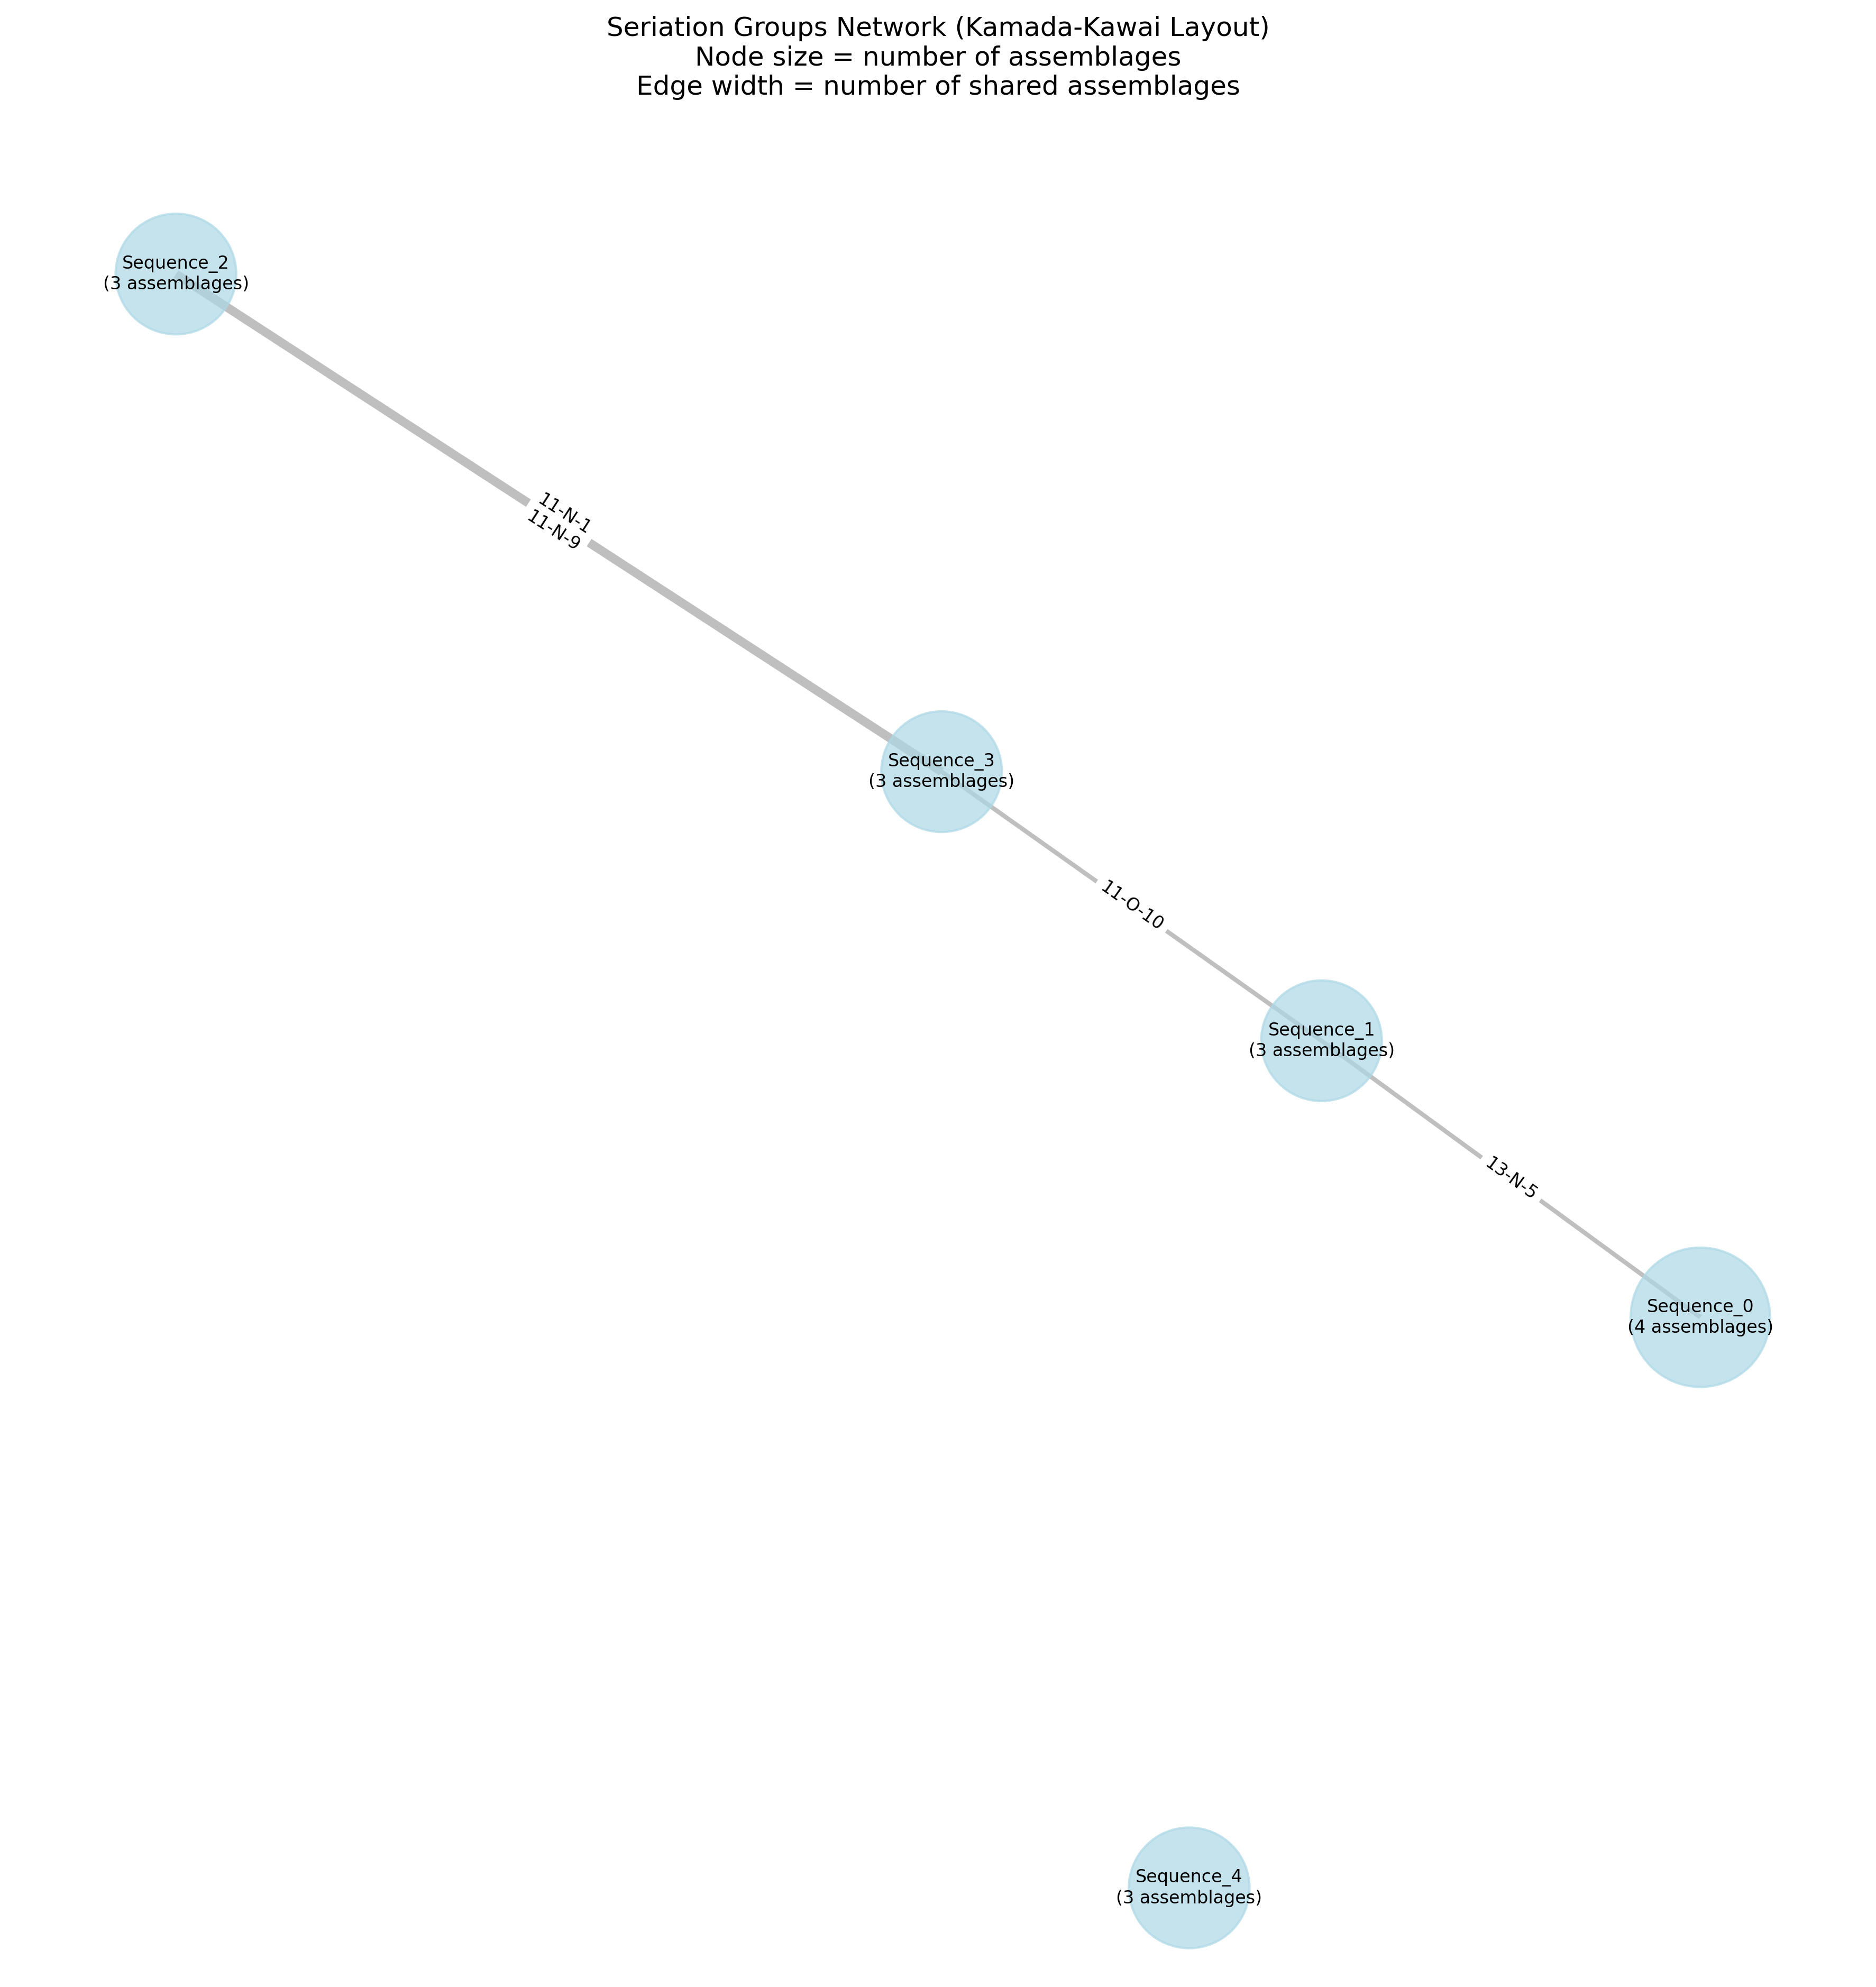 Seriation Groups Network (Kamada-Kawai Layout)
Node size = number of assemblages
Edge width = number of shared assemblages
Sequence_2
(3 assemblages)
11-N-1
11-N-9
Sequence_3
(3 assemblages)
11-O-10
Sequence_1
(3 assemblages)
13-N-5
Sequence_0
(4 assemblages)
Sequence_4
(3 assemblages)